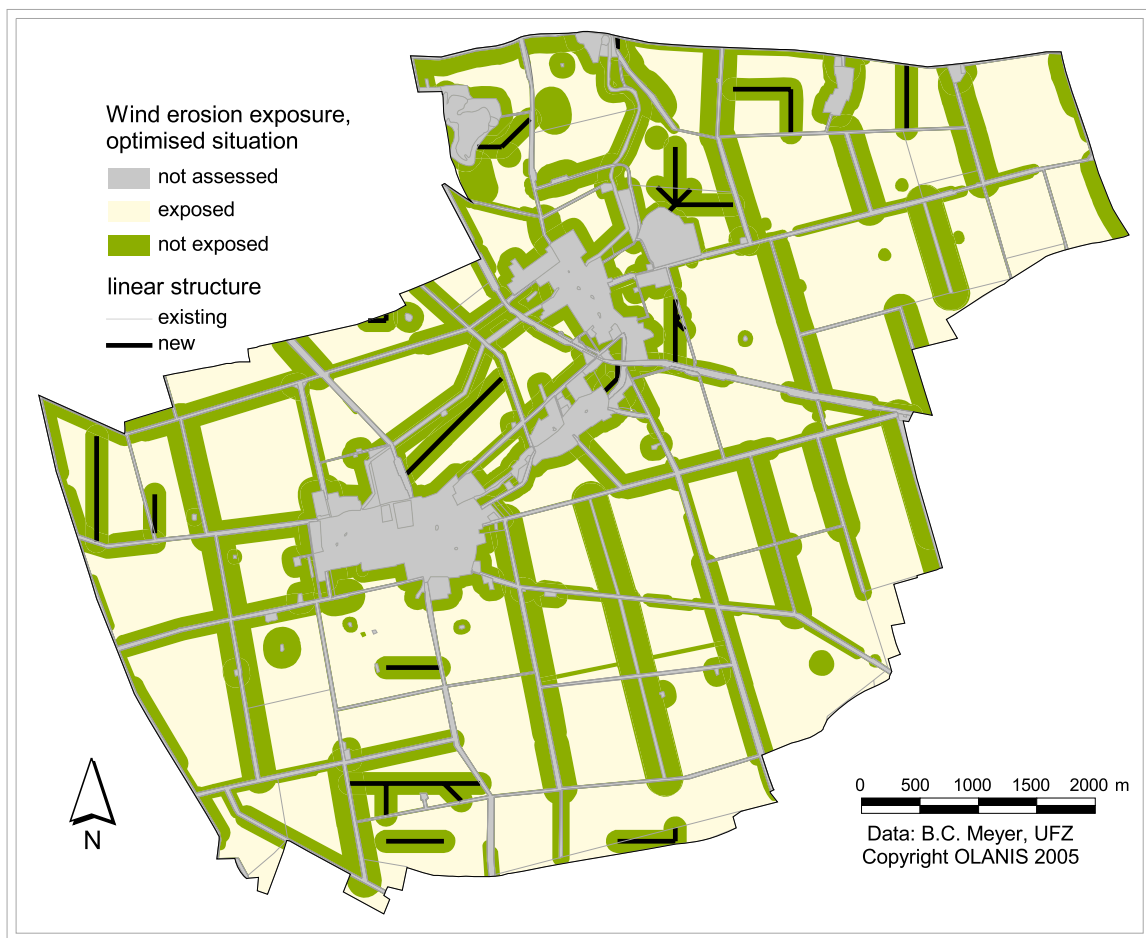 Wind erosion exposure,
optimised situation
not assessed
exposed
not exposed
linear structure
existing
new
N
0 500 1000 1500 2000 m
Data: B.C. Meyer, UFZ
Copyright OLANIS 2005